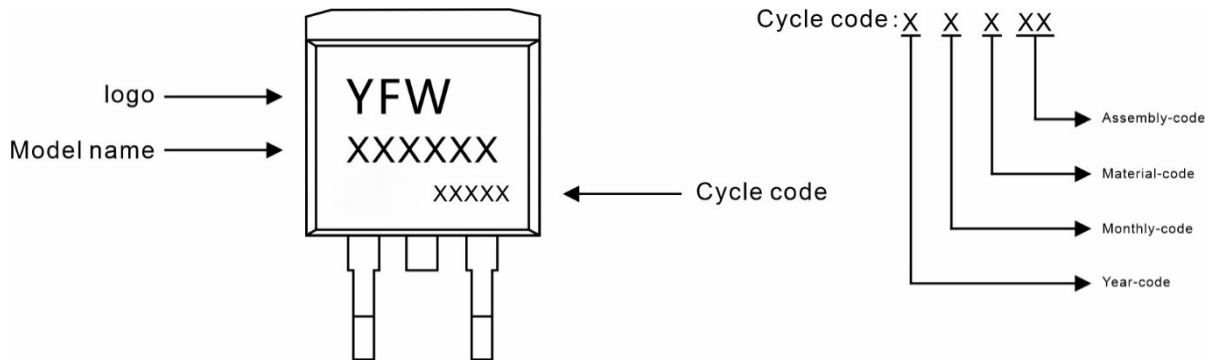 Cycle code: X X X XX
logo
YFW
Model name
XXXXXX
XXXXX
Cycle code
Assembly-code
Material-code
Monthly-code
Year-code